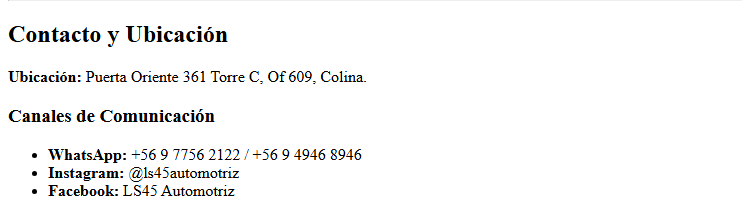 Contacto y Ubicación
Ubicación: Puerta Oriente 361 Torre C, Of 609, Colina.
Canales de Comunicación
• WhatsApp: +56 9 7756 2122 / +56 9 4946 8946
• Instagram: @ls45automotriz
• Facebook: LS45 Automotriz